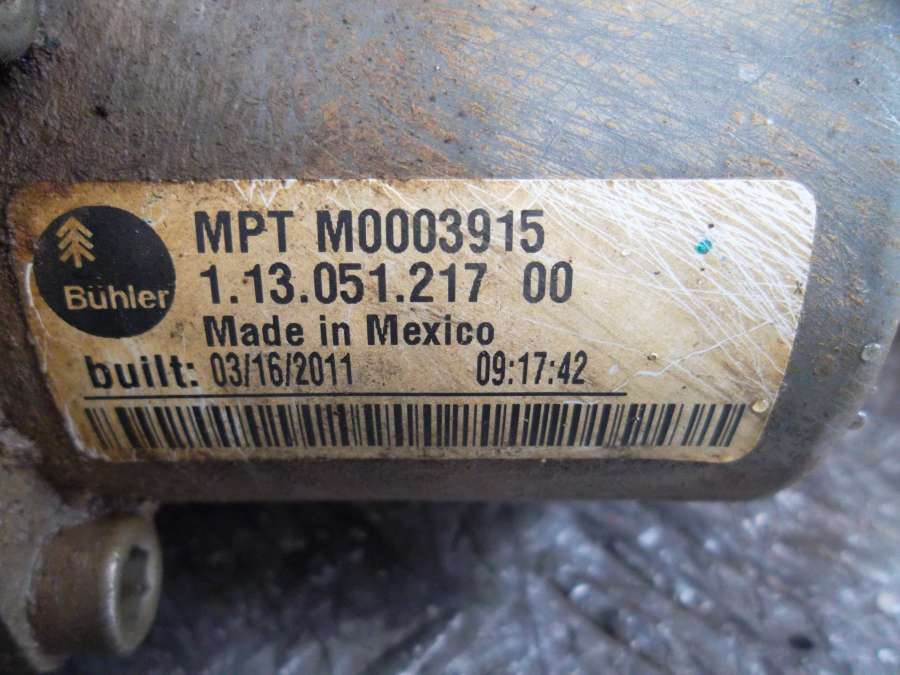 Bühler
MPT M0003915
1.13.051.217 00
Made in Mexico
built: 03/16/2011 09:17:42